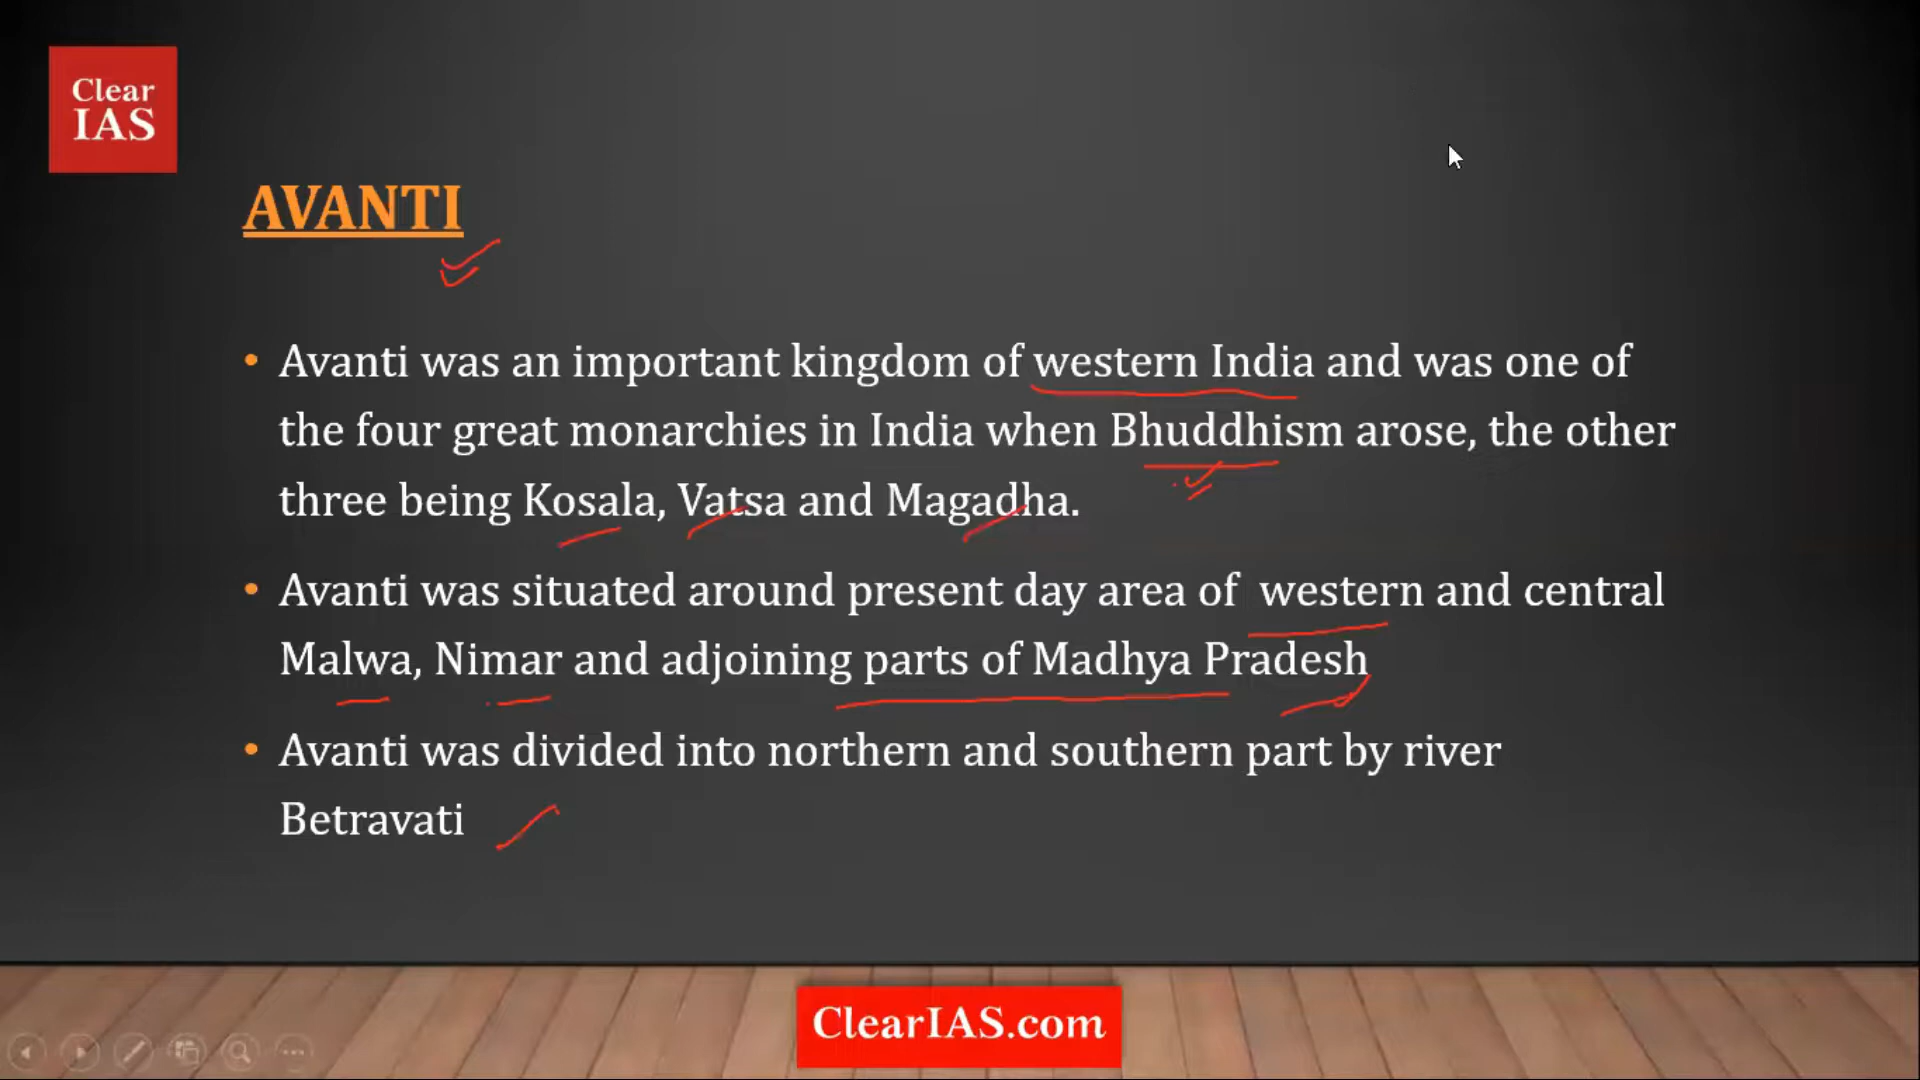 Clear
IAS
AVANTI
• Avanti was an important kingdom of western India and was one of
the four great monarchies in India when Bhuddhism arose, the other
three being Kosala, Vatsa and Magadha.
• Avanti was situated around present day area of western and central
Malwa, Nimar and adjoining parts of Madhya Pradesh
• Avanti was divided into northern and southern part by river
Betravati
ClearIAS.com